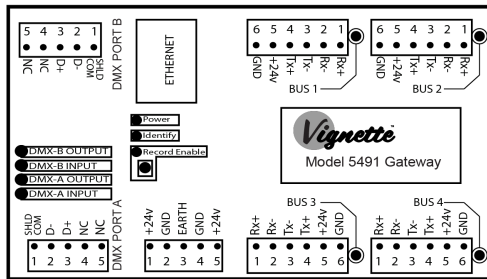 5 4 3 2 1
NC NC D+ D- SHLD COM
DMX PORT B
ETHERNET
6 5 4 3 2 1
GND +24v Tx+ Tx- Rx- Rx+
BUS 1
6 5 4 3 2 1
GND +24v Tx+ Tx- Rx- Rx+
BUS 2
Power
Identify
Record Enable
DMX-B OUTPUT
DMX-B INPUT
DMX-A OUTPUT
DMX-A INPUT
Vignette™
Model 5491 Gateway
SHLD COM D- D+ NC NC
1 2 3 4 5
DMX PORT A
+24v GND EARTH GND +24v
1 2 3 4 5
BUS 3
Rx+ Rx- Tx- Tx+ +24v GND
1 2 3 4 5 6
BUS 4
Rx+ Rx- Tx- Tx+ +24v GND
1 2 3 4 5 6